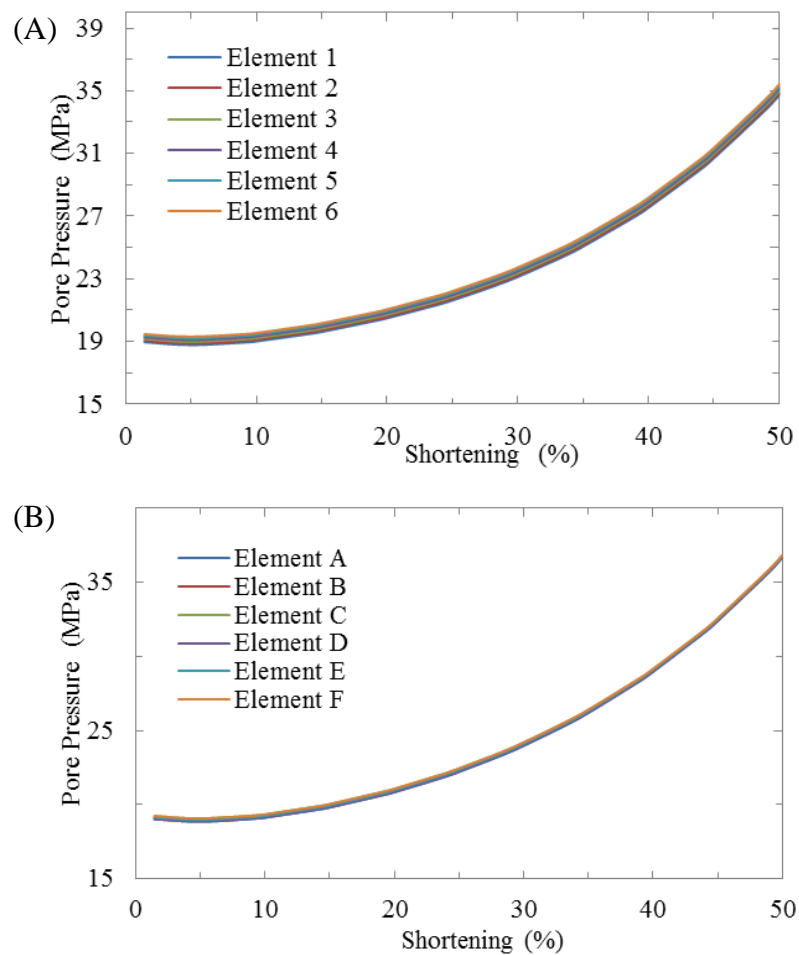 (A)
39
35
31
27
23
19
15
Pore Pressure (MPa)
Element 1
Element 2
Element 3
Element 4
Element 5
Element 6
0 10 20 30 40 50
Shortening (%)
(B)
35
25
15
Pore Pressure (MPa)
Element A
Element B
Element C
Element D
Element E
Element F
0 10 20 30 40 50
Shortening (%)